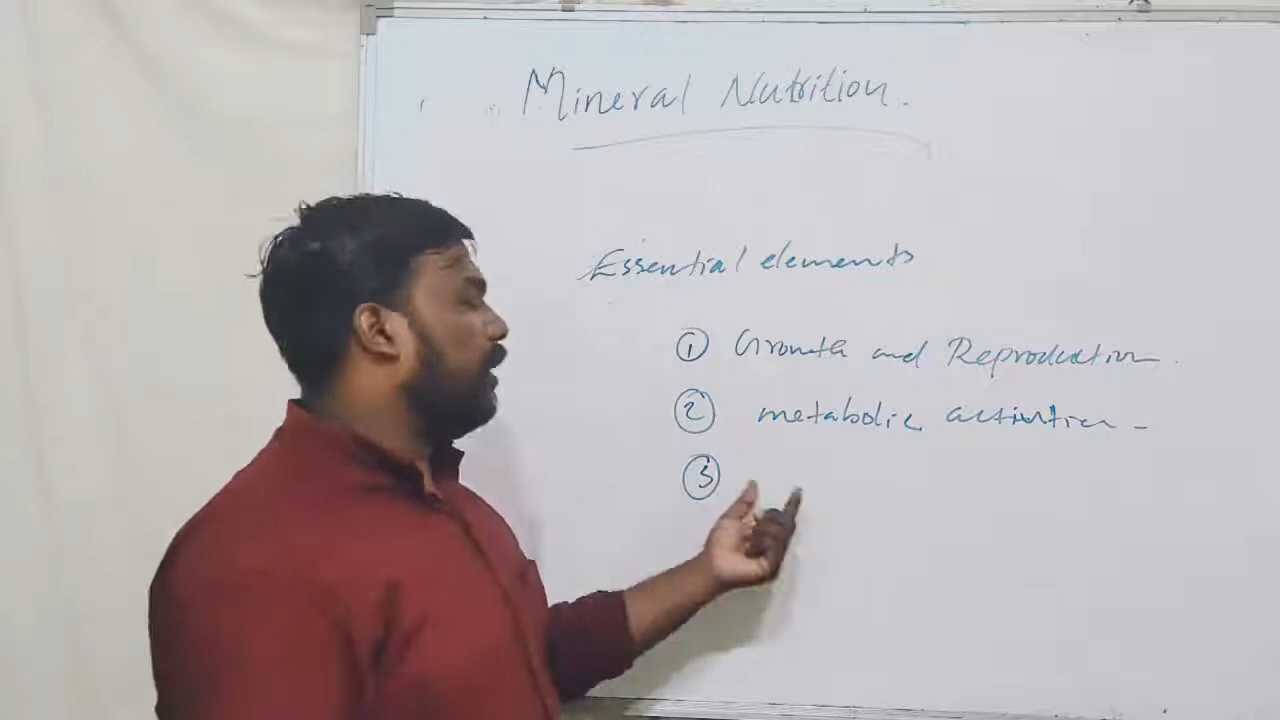 Mineral Nutrition.
Essential elements
① Growth and Reproduction.
② metabolic activities -
③